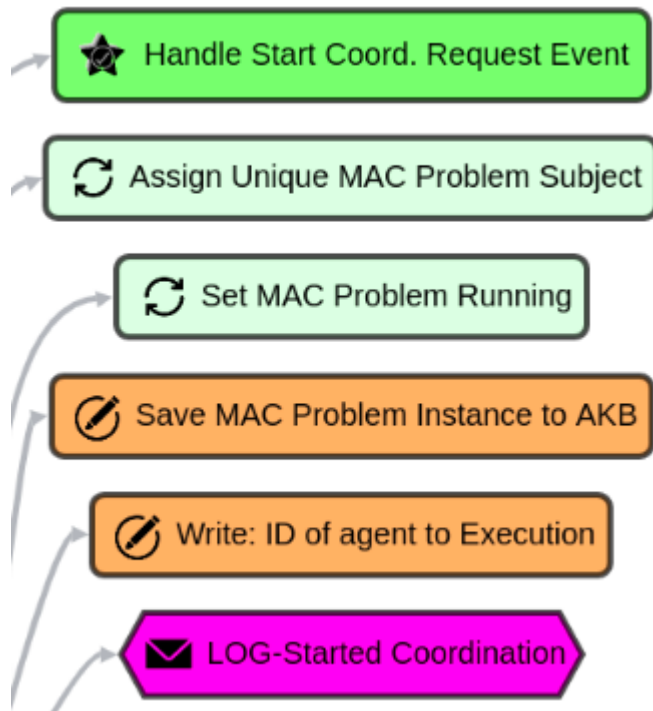 Handle Start Coord. Request Event
Assign Unique MAC Problem Subject
Set MAC Problem Running
Save MAC Problem Instance to AKB
Write: ID of agent to Execution
LOG-Started Coordination